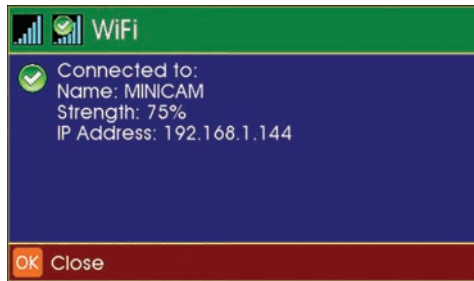 WiFi
Connected to:
Name: MINICAM
Strength: 75%
IP Address: 192.168.1.144
OK Close